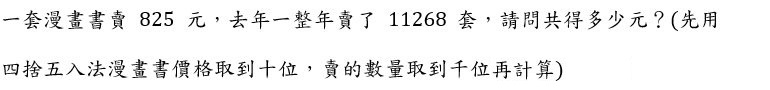 一套漫畫書賣 825 元，去年一整年賣了 11268 套，請問共得多少元？(先用
四捨五入法漫畫書價格取到十位，賣的數量取到千位再計算)